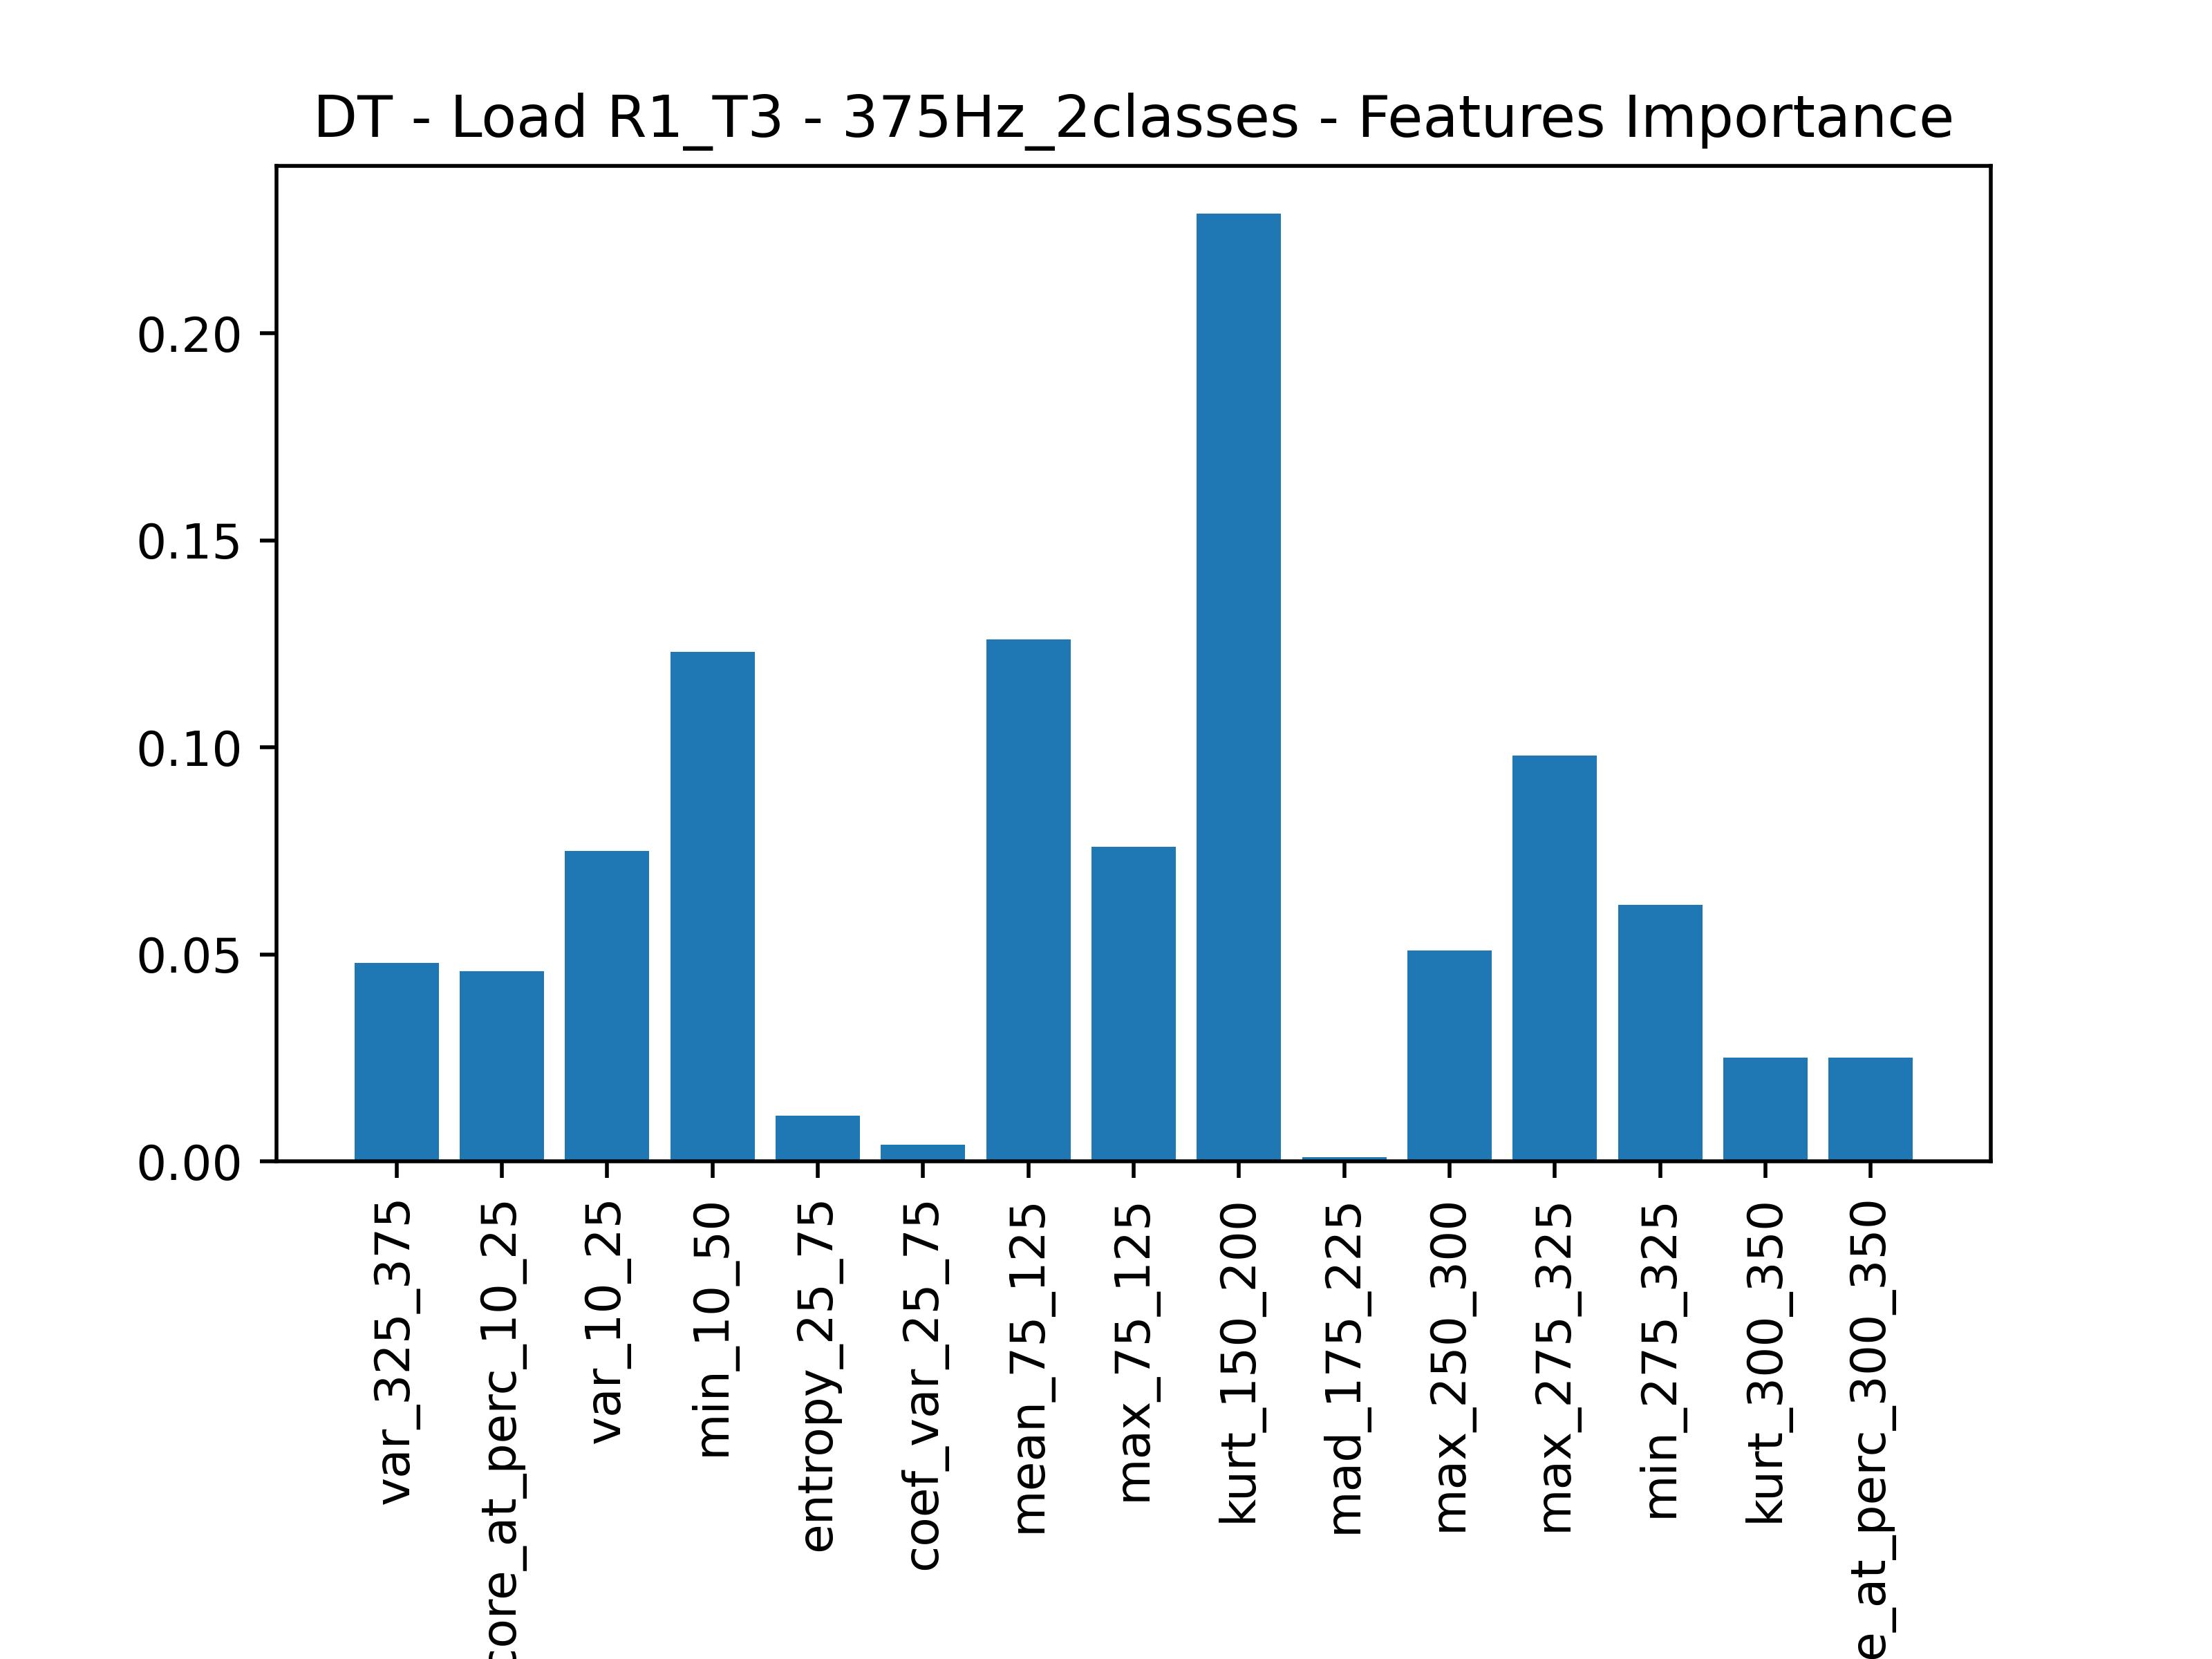 DT - Load R1_T3 - 375Hz_2classes - Features Importance
0.20
0.15
0.10
0.05
0.00
var_325_375
core_at_perc_10_25
var_10_25
min_10_50
entropy_25_75
coef_var_25_75
mean_75_125
max_75_125
kurt_150_200
mad_175_225
max_250_300
max_275_325
min_275_325
kurt_300_350
e_at_perc_300_350